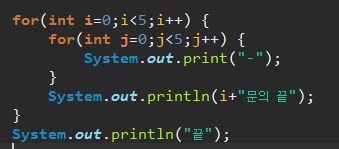 for(int i=0;i<5;i++) {
    for(int j=0;j<5;j++) {
        System.out.print("-");
    }
    System.out.println(i+"문의 끝");
}
System.out.println("끝");